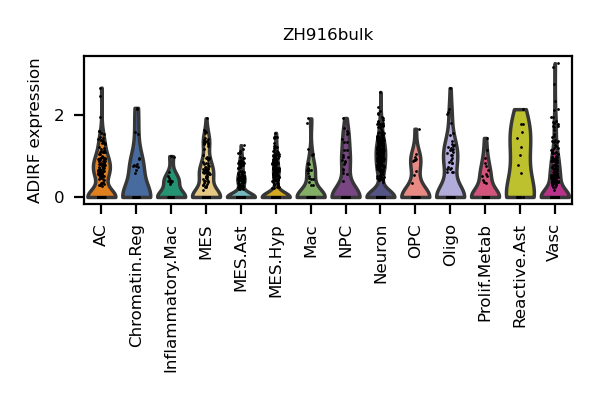 ZH916bulk
ADIRF expression
2
0
AC
Chromatin.Reg
Inflammatory.Mac
MES
MES.Ast
MES.Hyp
Mac
NPC
Neuron
OPC
Oligo
Prolif.Metab
Reactive.Ast
Vasc